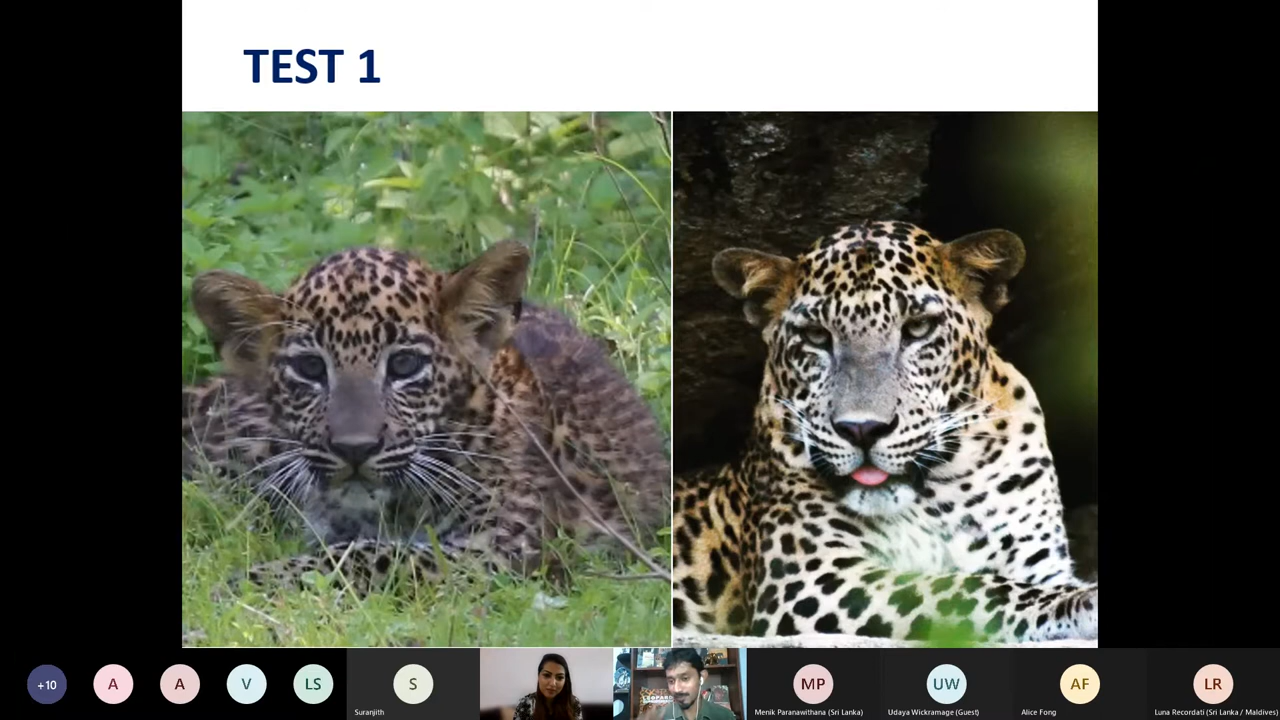 TEST 1
+10
A
A
V
LS
S
Suranjith
LEOPARD
MP
Menik Paranawithana (Sri Lanka)
UW
Udaya Wickramage (Guest)
AF
Alice Fong
LR
Luna Recordati (Sri Lanka / Maldives)